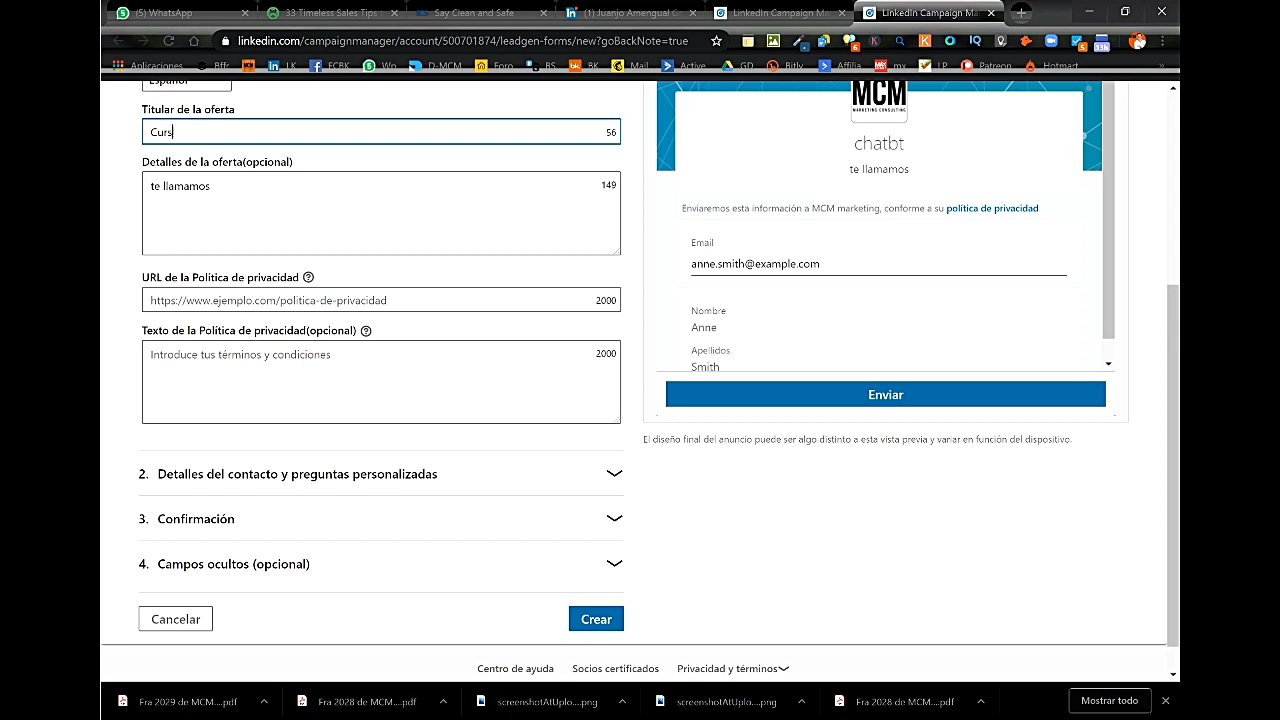 (5) WhatsApp
33 Timeless Sales Tips
Say Clean and Safe
(1) Juanjo Amengual G
LinkedIn Campaign M
LinkedIn Campaign Ma
linkedin.com/campaignmanager/account/500701874/leadgen-forms/new?goBackNote=true
Aplicaciones
Bffr
LK
FCBK
Wp
D-MCM
Foro
BS
BK
Mail
Active
GD
Bitly
Affilia
mx
LP
Patreon
Hotmart
Español
Titular de la oferta
Curs
56
Detalles de la oferta(opcional)
te llamamos
149
URL de la Política de privacidad
https://www.ejemplo.com/politica-de-privacidad
2000
Texto de la Política de privacidad(opcional)
Introduce tus términos y condiciones
2000
2. Detalles del contacto y preguntas personalizadas
3. Confirmación
4. Campos ocultos (opcional)
Cancelar
Crear
MCM
MARKETING CONSULTING
chatbt
te llamamos
Enviaremos esta información a MCM marketing, conforme a su política de privacidad
Email
anne.smith@example.com
Nombre
Anne
Apellidos
Smith
Enviar
El diseño final del anuncio puede ser algo distinto a esta vista previa y variar en función del dispositivo.
Centro de ayuda
Socios certificados
Privacidad y términos
Fra 2029 de MCM....pdf
Fra 2028 de MCM....pdf
screenshotAtUplo....png
screenshotAtUplo....png
Fra 2028 de MCM....pdf
Mostrar todo